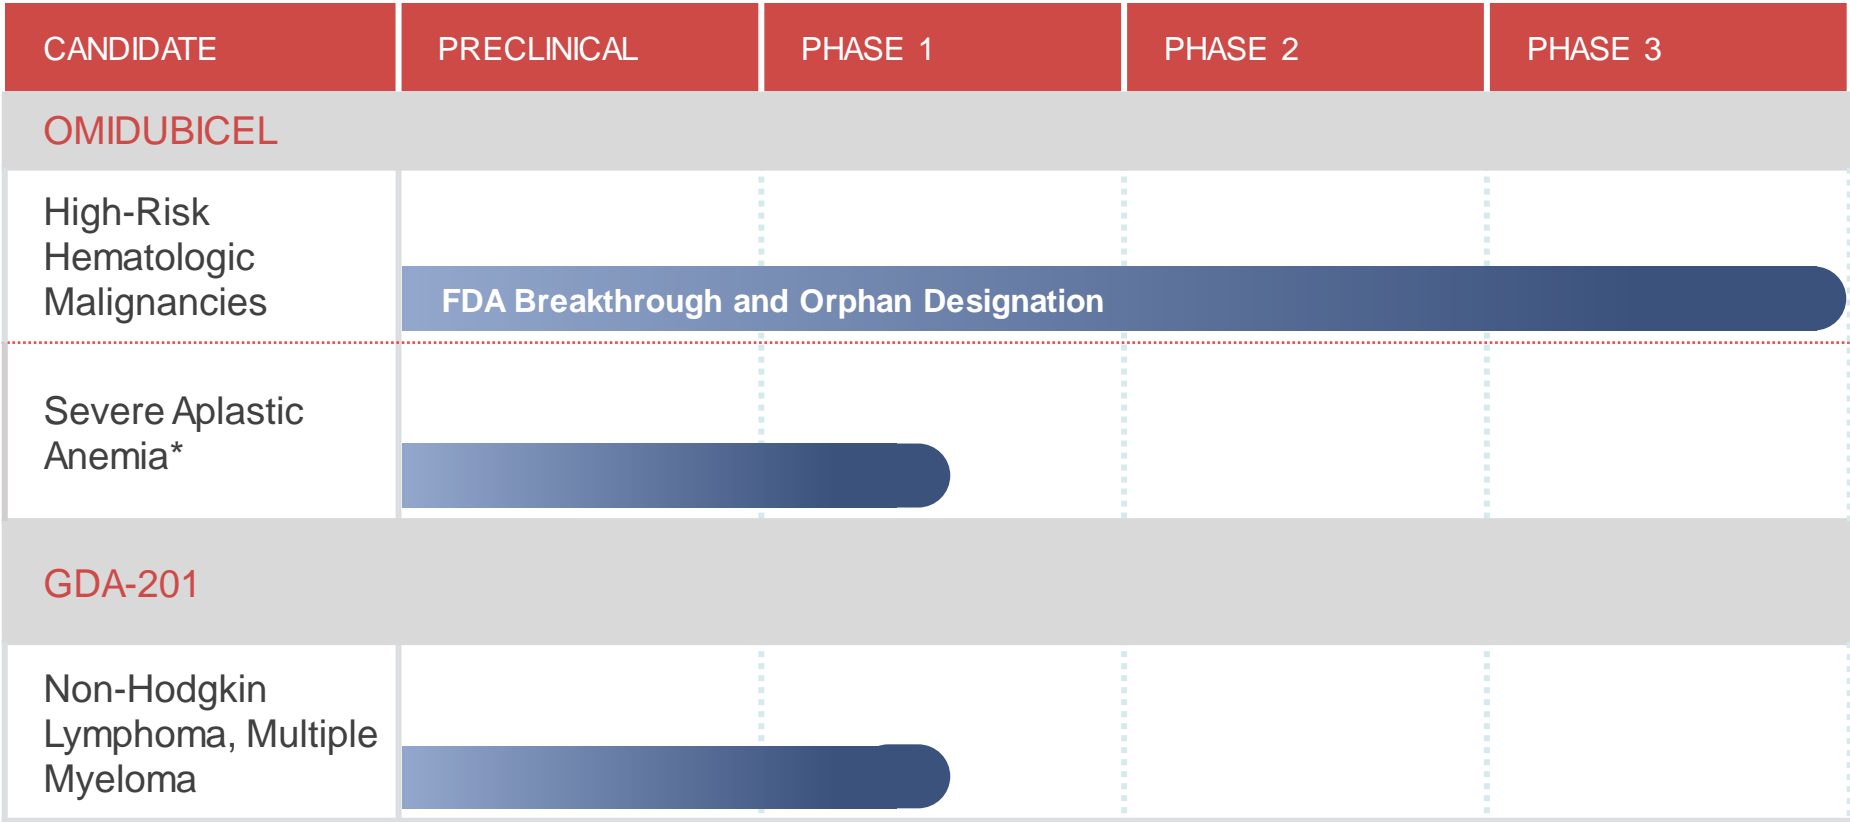 CANDIDATE PRECLINICAL PHASE 1 PHASE 2 PHASE 3
OMIDUBICEL
High-Risk
Hematologic
Malignancies
FDA Breakthrough and Orphan Designation
Severe Aplastic
Anemia*
GDA-201
Non-Hodgkin
Lymphoma, Multiple
Myeloma